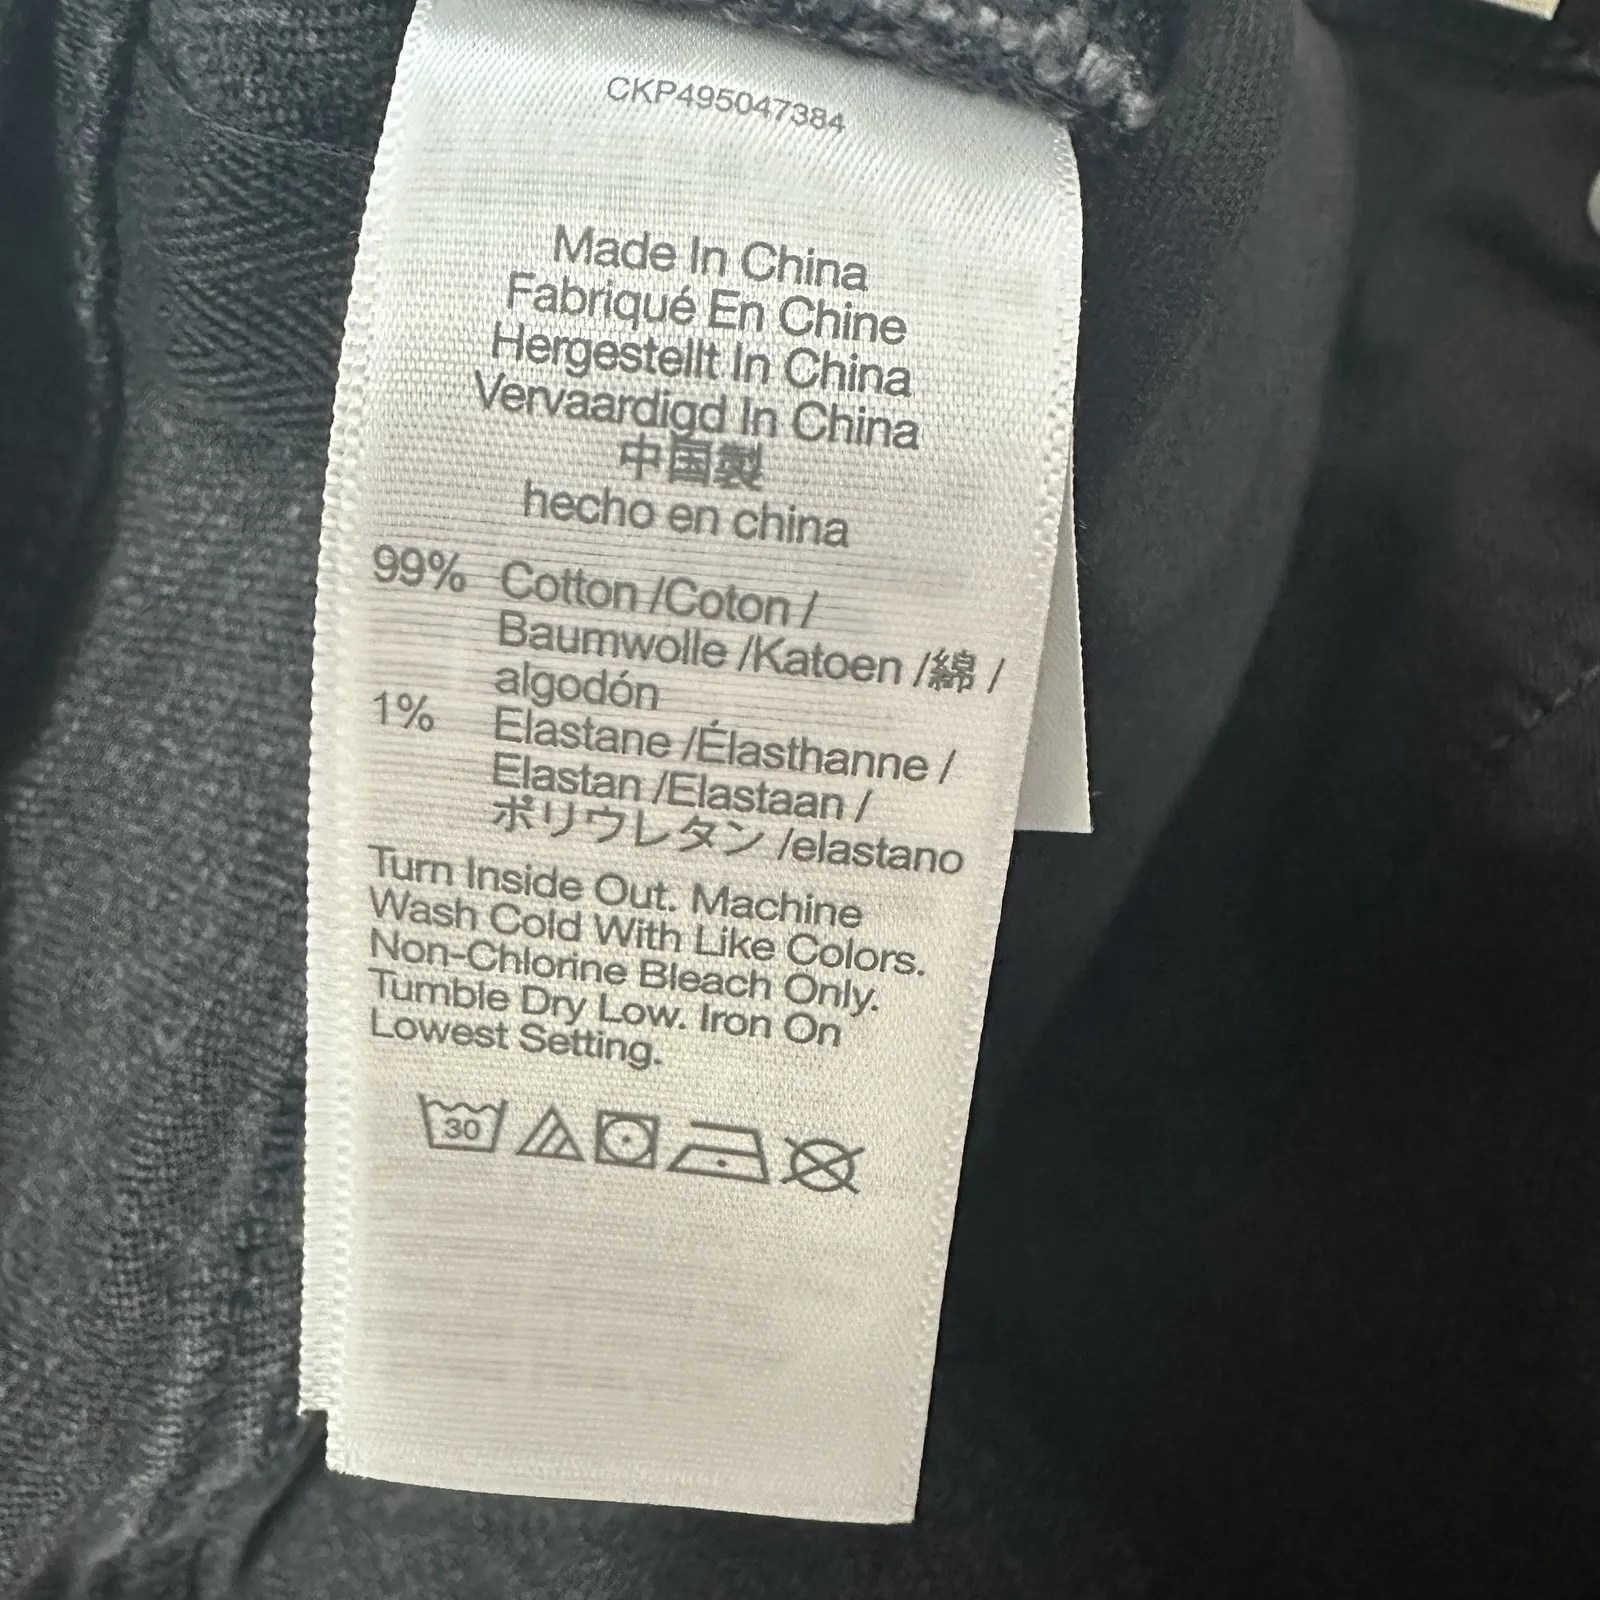 CKP495047384
Made In China
Fabriqué En Chine
Hergestellt In China
Vervaardigd In China
中国製
hecho en china
99% Cotton /Coton /
Baumwolle /Katoen /綿 /
algodón
1% Elastane /Élasthanne /
Elastan /Elastaan /
ポリウレタン /elastano
Turn Inside Out. Machine
Wash Cold With Like Colors.
Non-Chlorine Bleach Only.
Tumble Dry Low. Iron On
Lowest Setting.
30